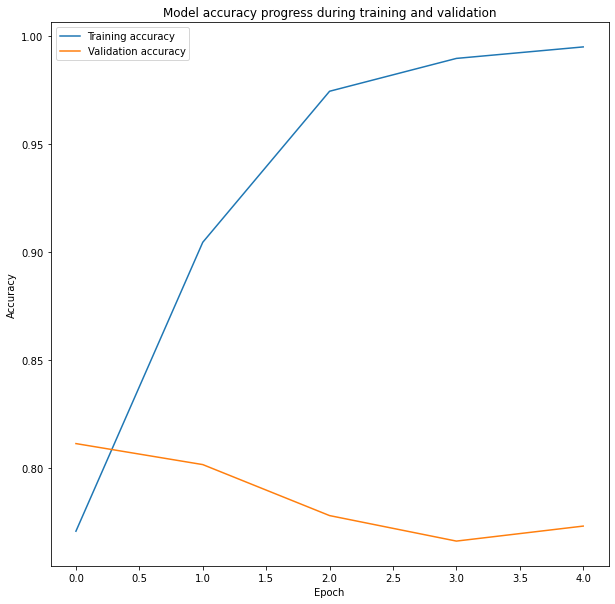 Model accuracy progress during training and validation
Training accuracy
Validation accuracy
1.00
0.95
0.90
0.85
0.80
Accuracy
0.0 0.5 1.0 1.5 2.0 2.5 3.0 3.5 4.0
Epoch